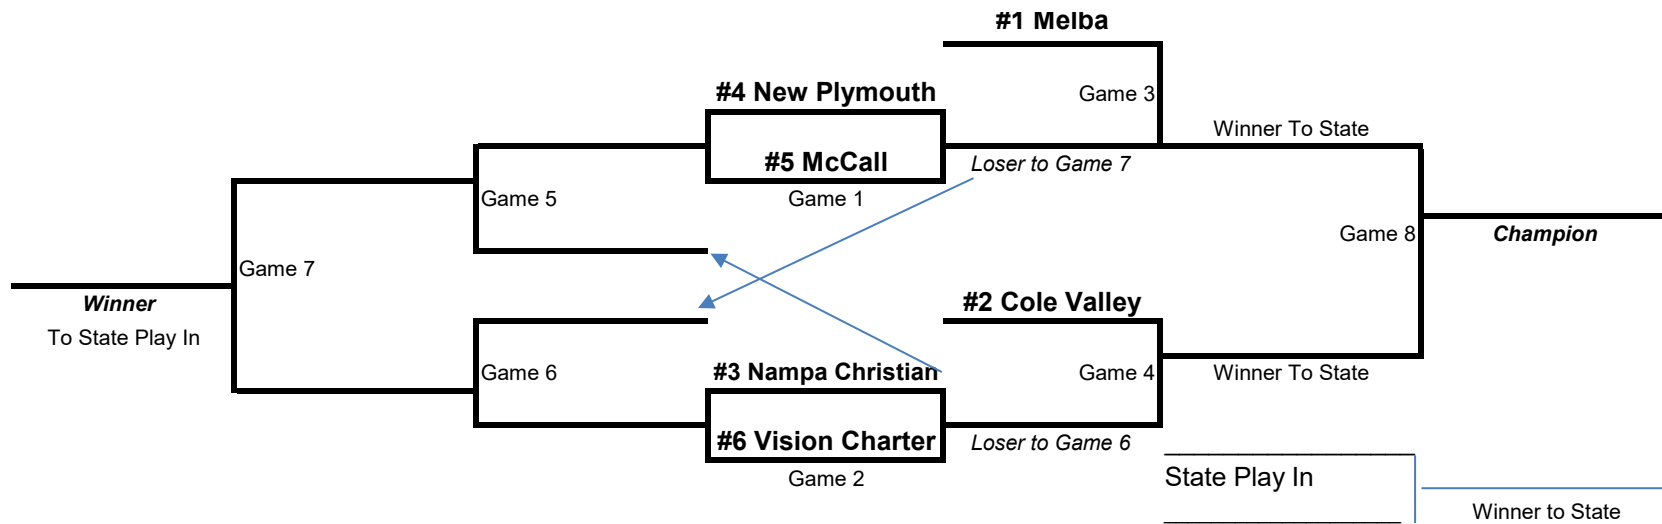 #1 Melba
#4 New Plymouth
Game 3
Winner To State
#5 McCall
Loser to Game 7
Game 5
Game 1
Game 8
Champion
Game 7
Winner
#2 Cole Valley
To State Play In
Game 6
#3 Nampa Christian
Game 4
Winner To State
#6 Vision Charter
Loser to Game 6
Game 2
State Play In
Winner to State